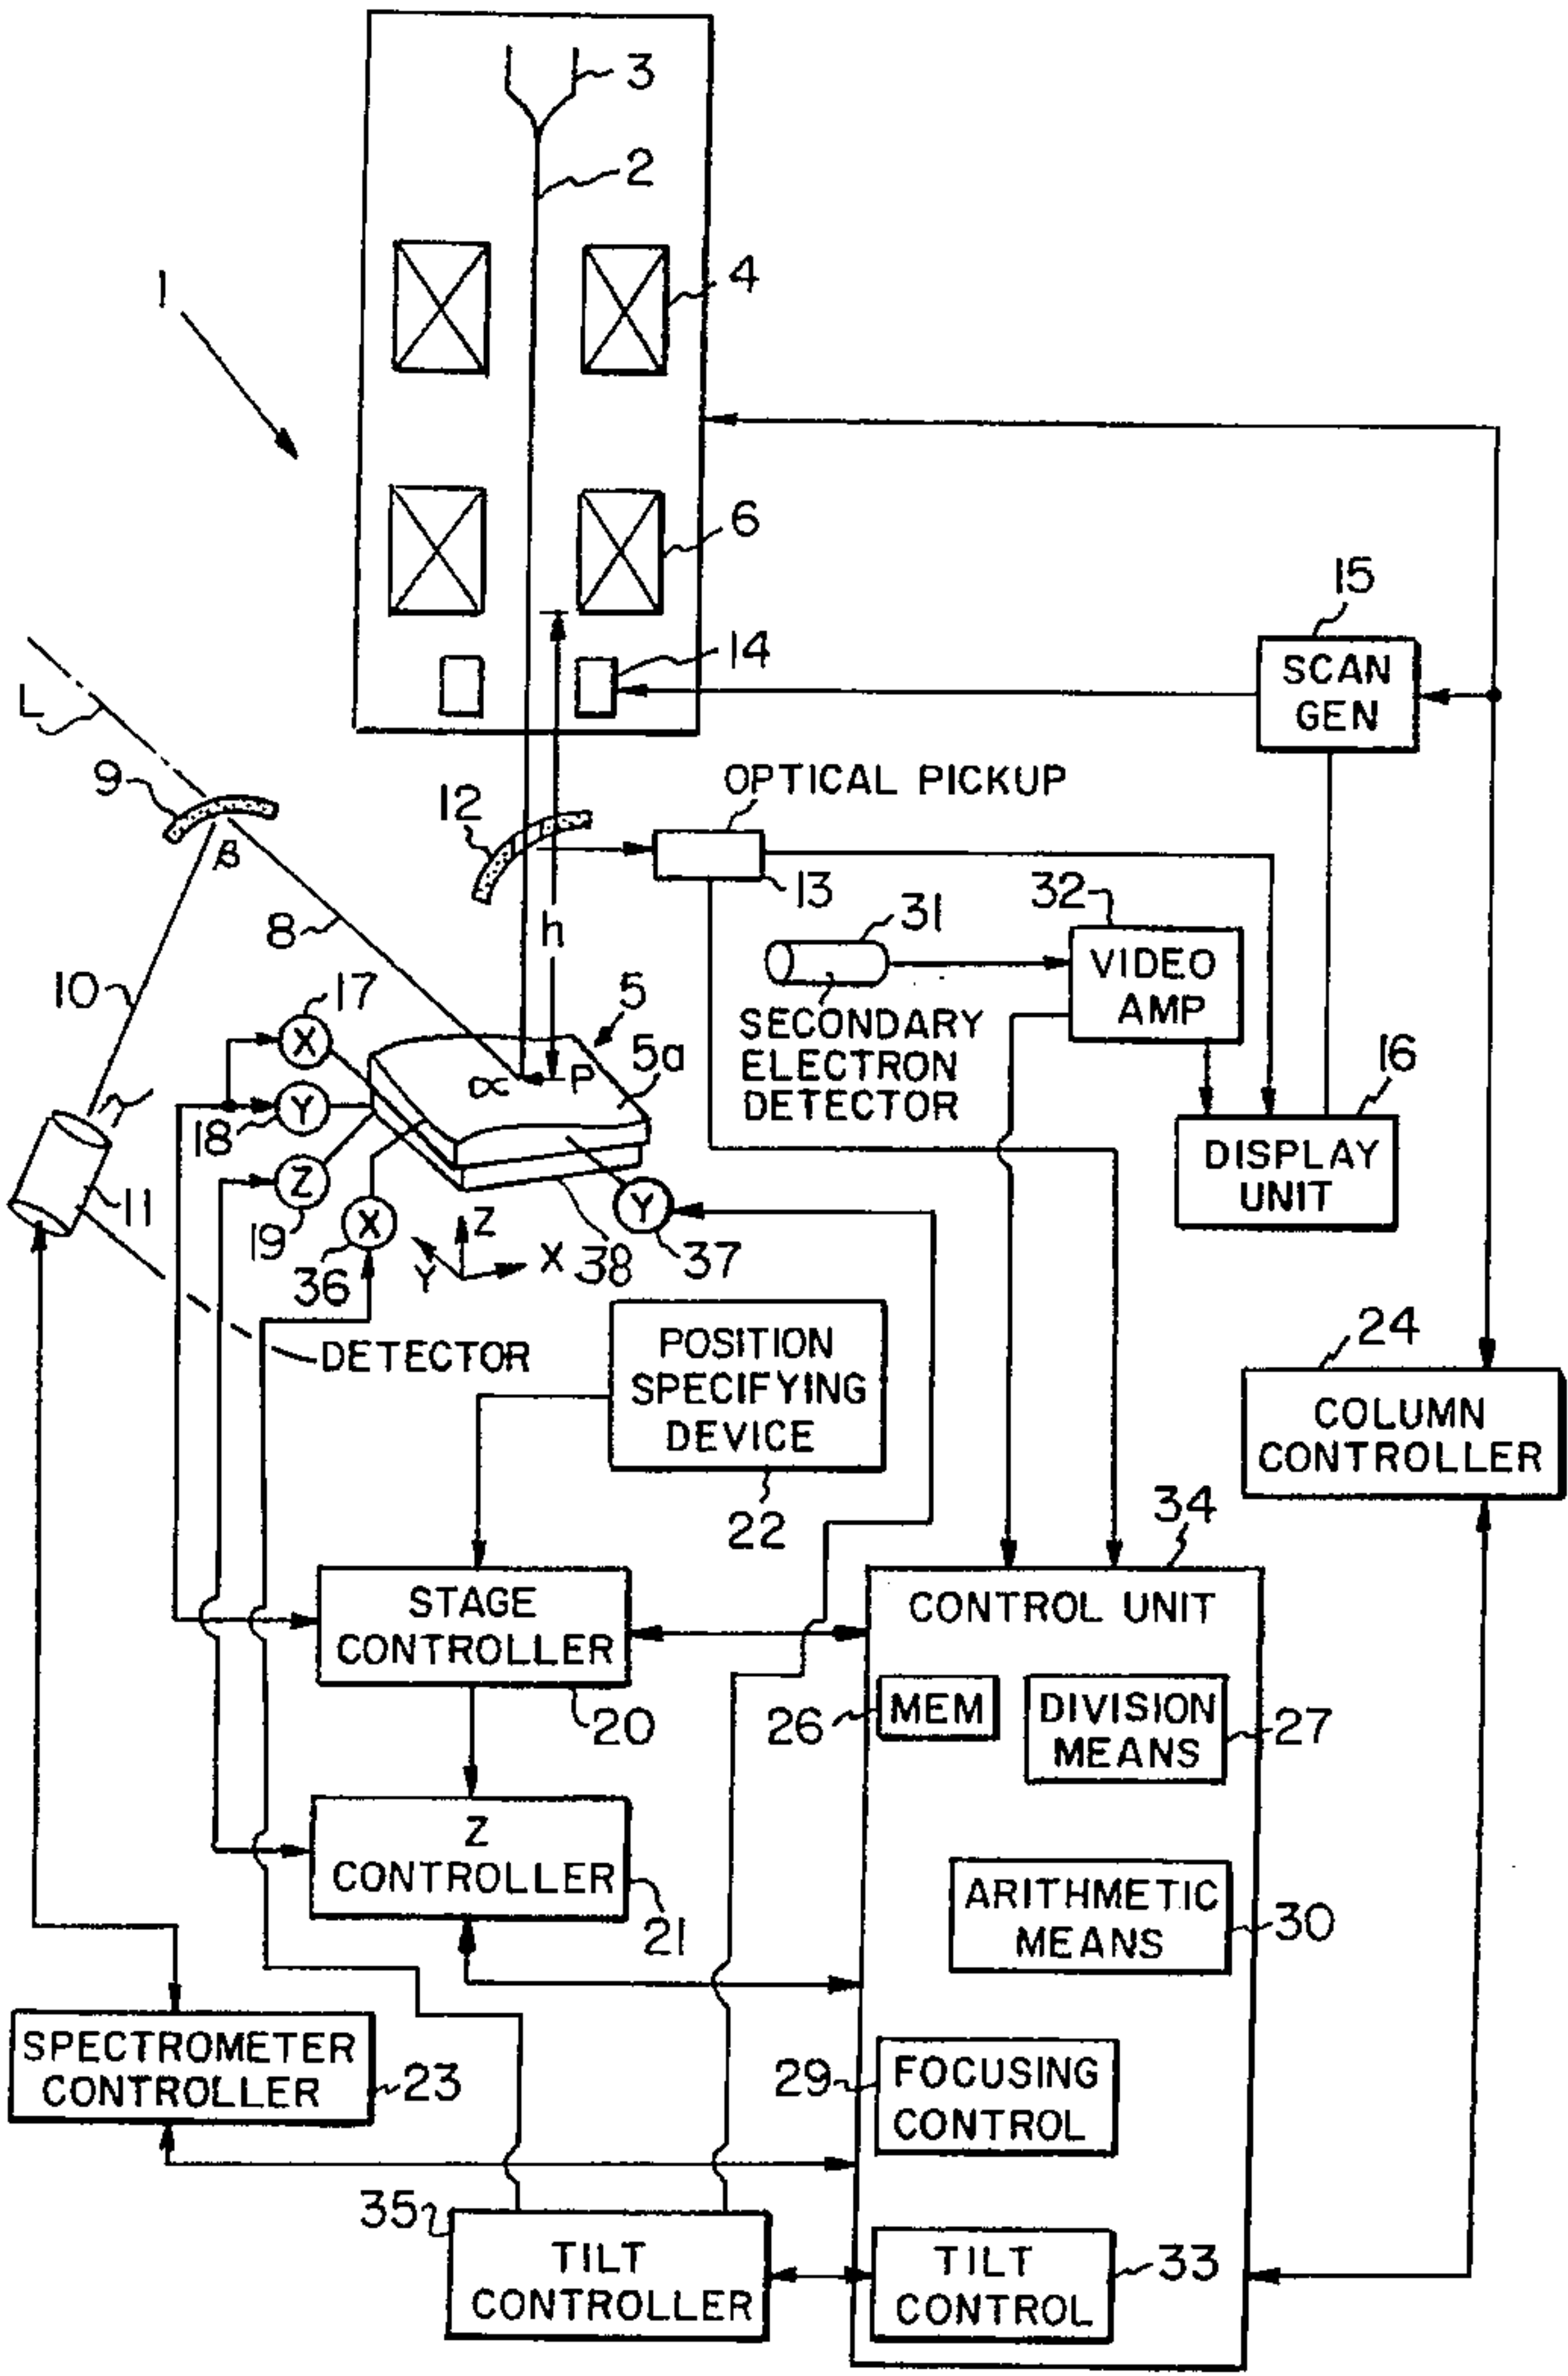 3
2
4
1
6
15
SCAN
GEN
14
L
9
β
12
OPTICAL PICKUP
13
32
31
VIDEO
AMP
8
h
10
17
X
5
5a
SECONDARY
ELECTRON
DETECTOR
16
α
P
Y
18
DISPLAY
UNIT
Z
19
11
X
36
Z
Y
X
38
Y
37
DETECTOR
POSITION
SPECIFYING
DEVICE
22
24
COLUMN
CONTROLLER
34
STAGE
CONTROLLER
20
CONTROL UNIT
26
MEM
DIVISION
MEANS
27
Z
CONTROLLER
21
ARITHMETIC
MEANS
30
SPECTROMETER
CONTROLLER
23
29
FOCUSING
CONTROL
35
TILT
CONTROLLER
TILT
CONTROL
33